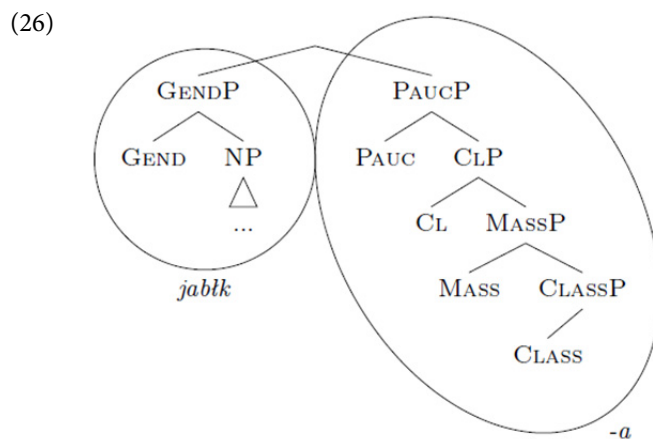 (26)
GENDP PAUCP
GEND NP PAUC CLP
...
CL MASSP
jabłk MASS CLASSP
CLASS
-a